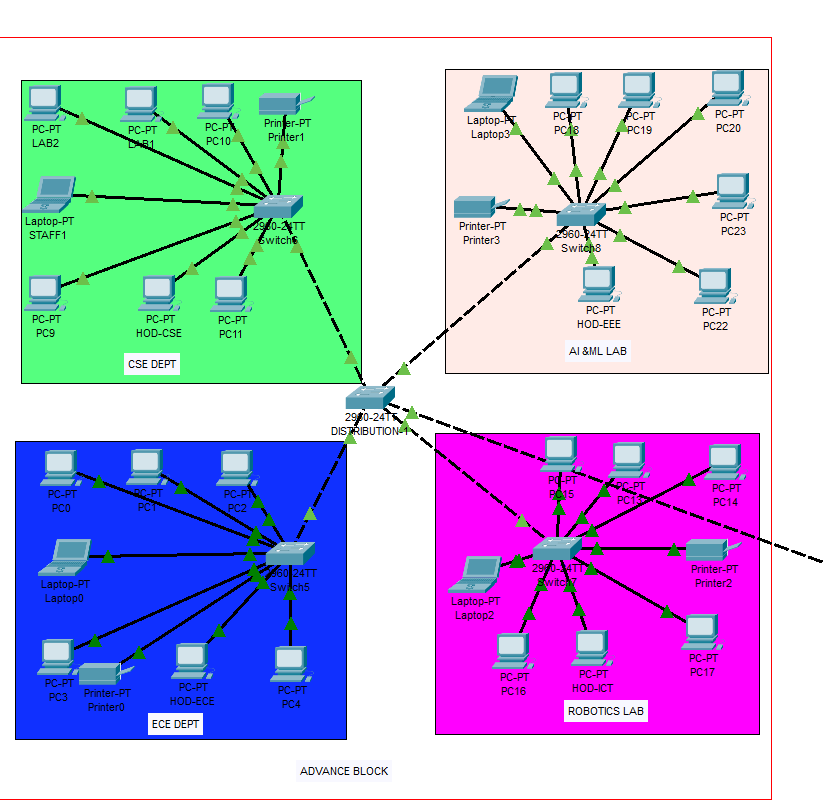 PC-PT
LAB2
PC-PT
LAB1
PC-PT
PC10
Printer-PT
Printer1
Laptop-PT
STAFF1
2960-24TT
Switch6
PC-PT
PC9
PC-PT
HOD-CSE
PC-PT
PC11
CSE DEPT
Laptop-PT
Laptop3
PC-PT
PC18
PC-PT
PC19
PC-PT
PC20
Printer-PT
Printer3
2960-24TT
Switch8
PC-PT
PC23
PC-PT
HOD-EEE
PC-PT
PC22
AI &ML LAB
2960-24TT
DISTRIBUTION-1
PC-PT
PC0
PC-PT
PC1
PC-PT
PC2
Laptop-PT
Laptop0
2960-24TT
Switch5
PC-PT
PC3
Printer-PT
Printer0
PC-PT
HOD-ECE
PC-PT
PC4
ECE DEPT
PC-PT
PC15
PC-PT
PC13
PC-PT
PC14
Laptop-PT
Laptop2
2960-24TT
Switch7
Printer-PT
Printer2
PC-PT
PC16
PC-PT
HOD-ICT
PC-PT
PC17
ROBOTICS LAB
ADVANCE BLOCK